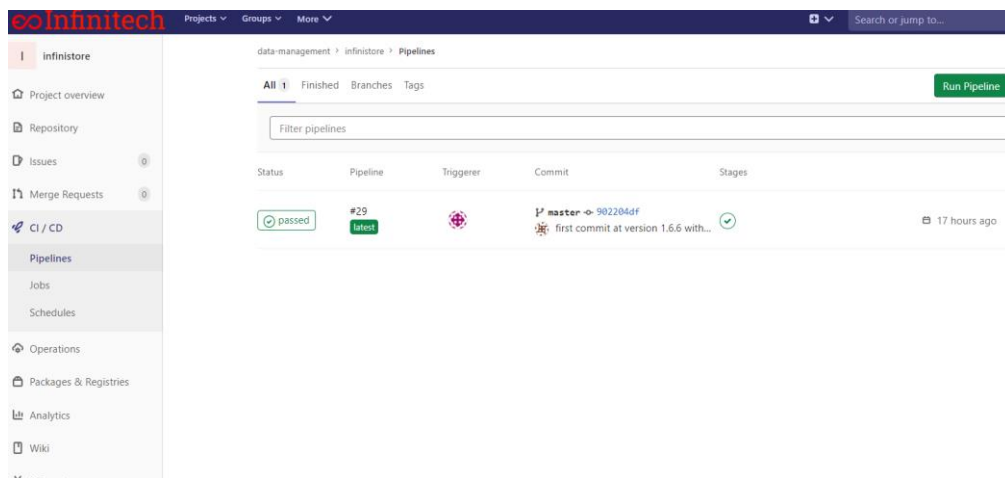 ∞Infinitech Projects Groups More Search or jump to...
I infinistore
data-management > infinistore > Pipelines
All 1 Finished Branches Tags
Run Pipeline
Project overview
Repository
Issues 0
Merge Requests 0
CI / CD
Pipelines
Jobs
Schedules
Operations
Packages & Registries
Analytics
Wiki
Filter pipelines
Status Pipeline Triggerer Commit Stages
passed
#29
latest
master 902204df
first commit at version 1.6.6 with...
17 hours ago